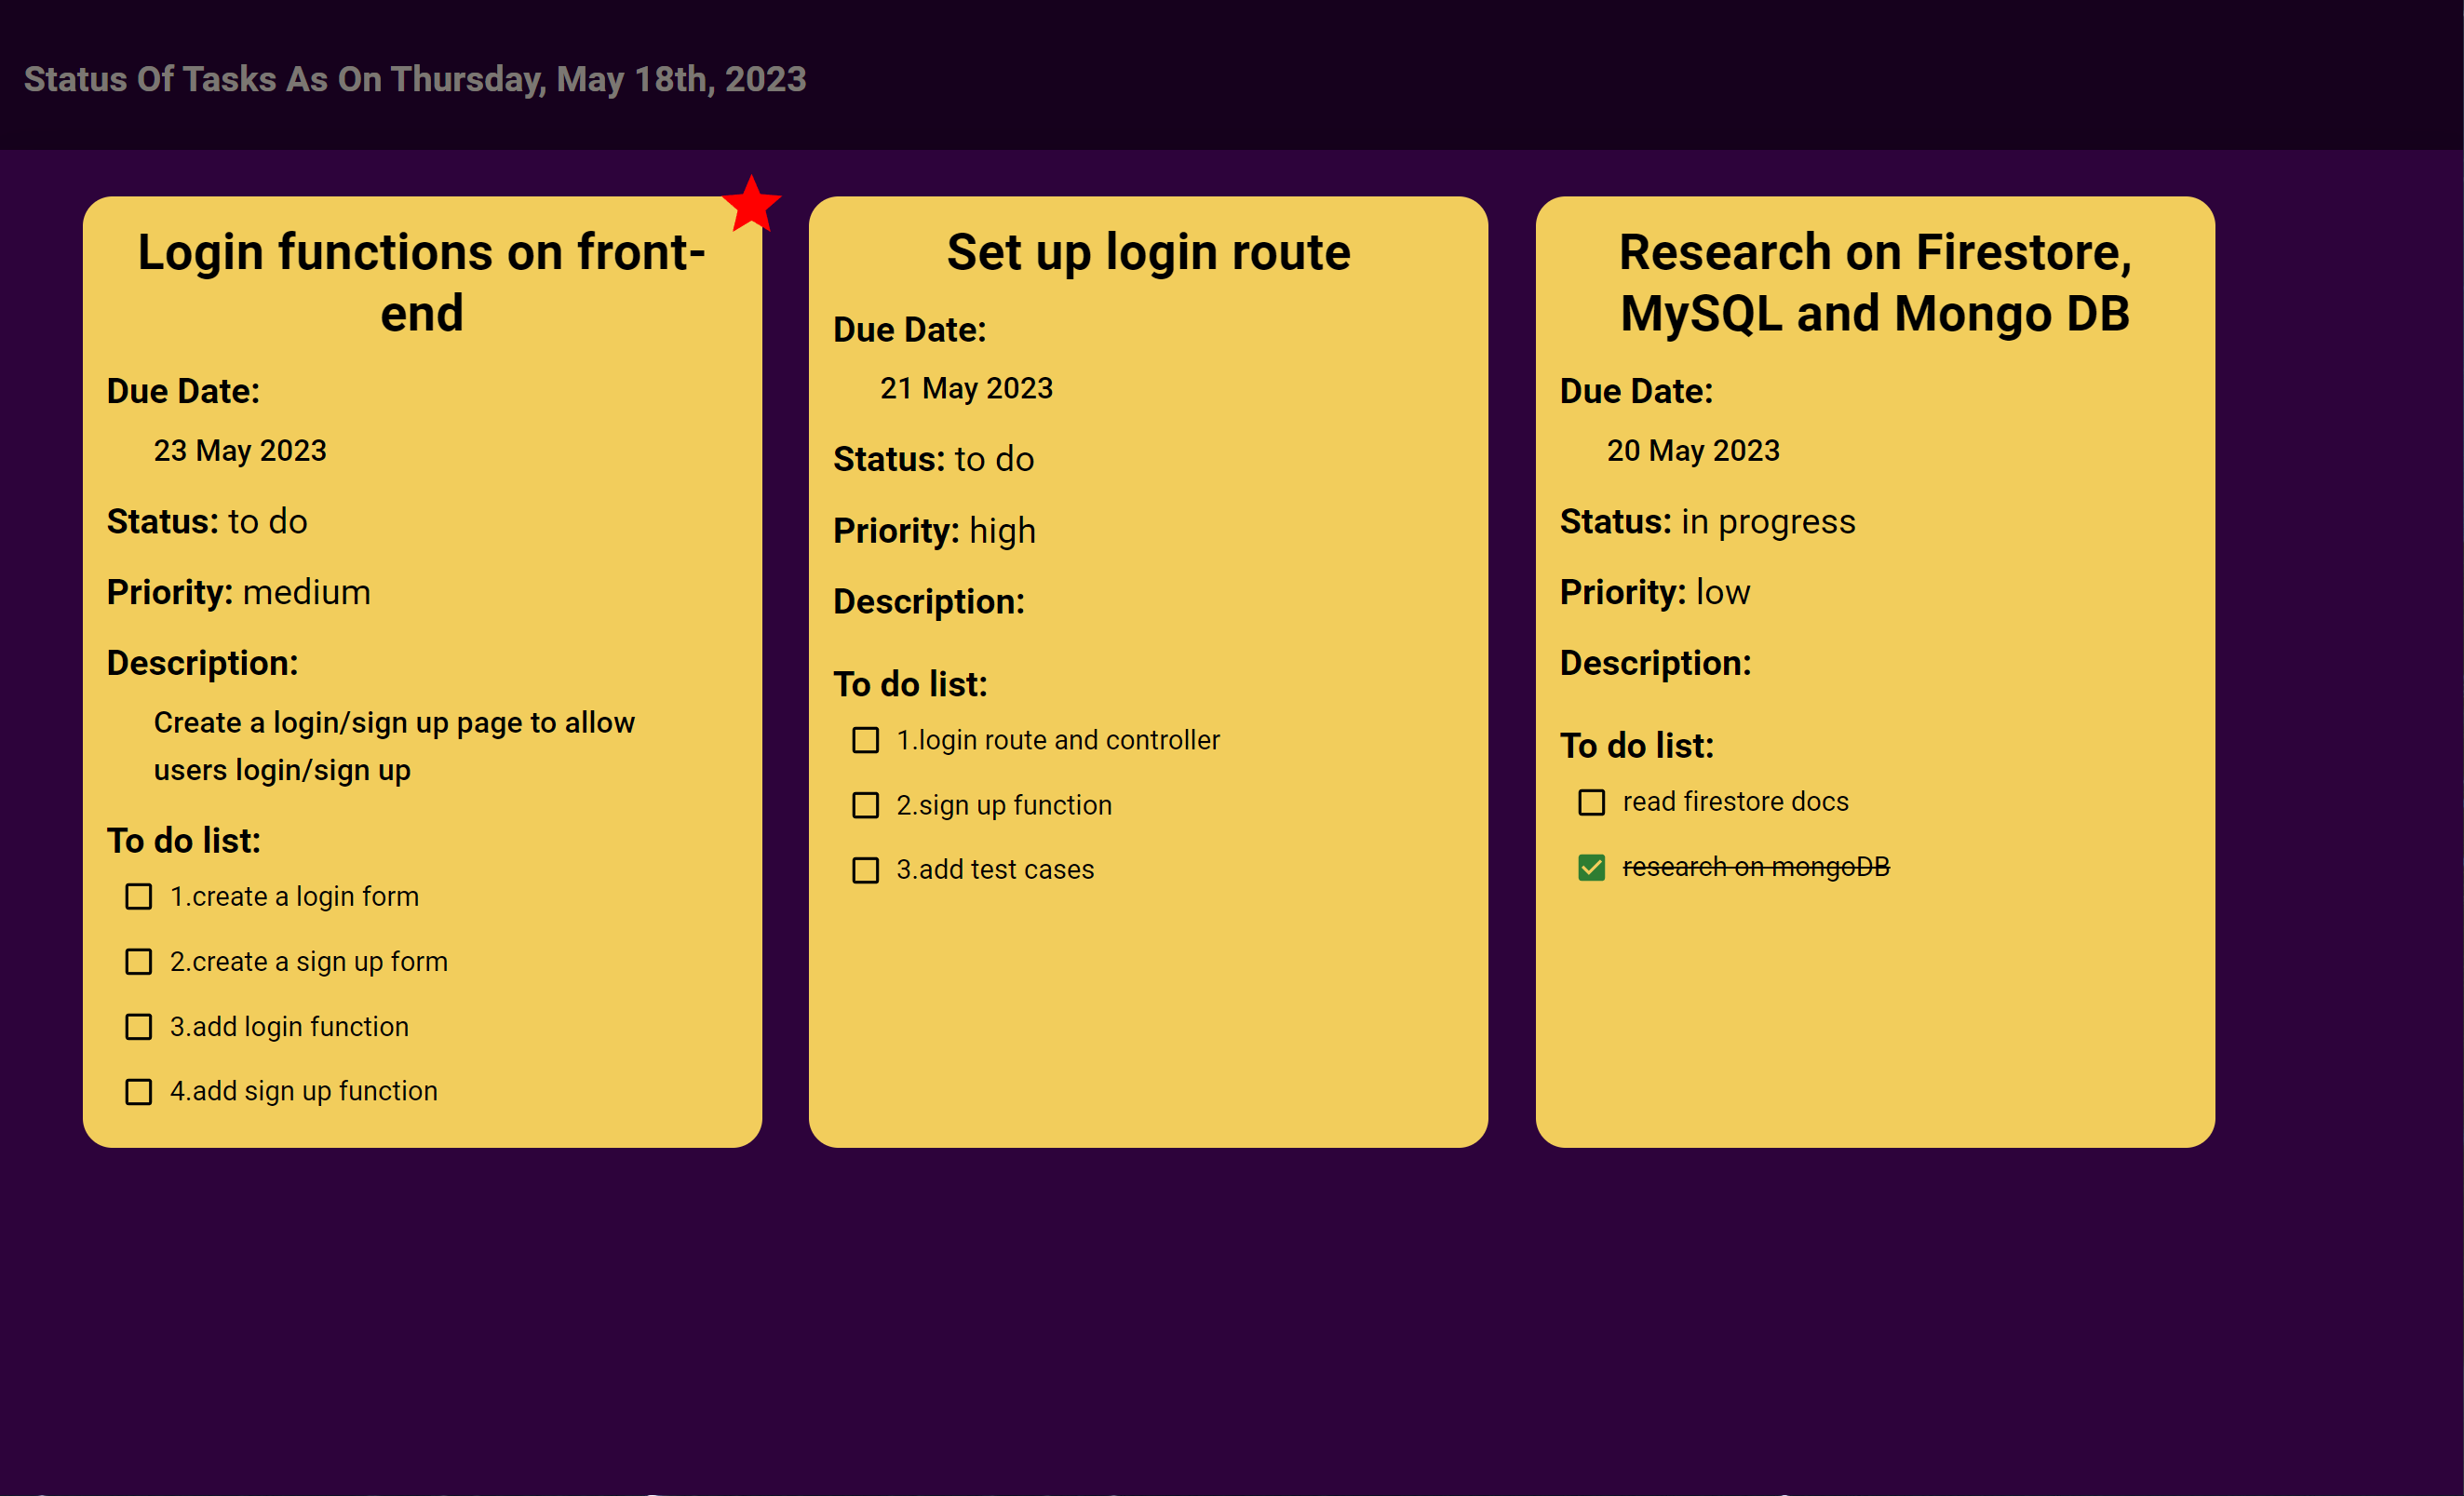 Status Of Tasks As On Thursday, May 18th, 2023
Login functions on front-
end
Due Date:
23 May 2023
Status: to do
Priority: medium
Description:
Create a login/sign up page to allow
users login/sign up
To do list:
1.create a login form
2.create a sign up form
3.add login function
4.add sign up function
Set up login route
Due Date:
21 May 2023
Status: to do
Priority: high
Description:
To do list:
1.login route and controller
2.sign up function
3.add test cases
Research on Firestore,
MySQL and Mongo DB
Due Date:
20 May 2023
Status: in progress
Priority: low
Description:
To do list:
read firestore docs
research on mongoDB